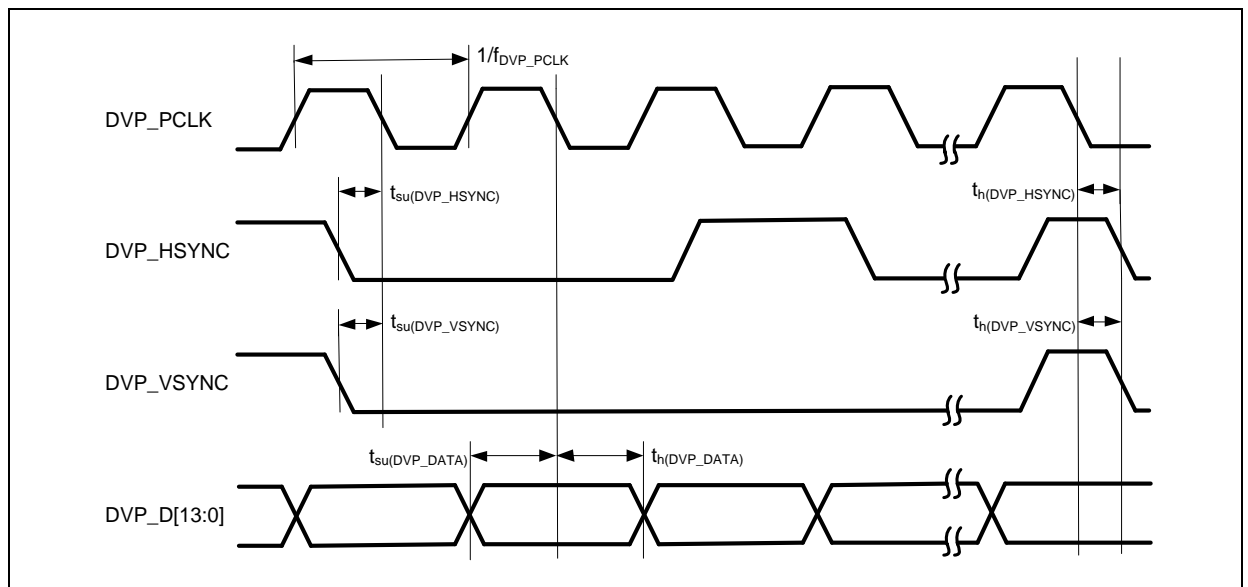 1/fDVP_PCLK
DVP_PCLK
tsu(DVP_HSYNC)
th(DVP_HSYNC)
DVP_HSYNC
tsu(DVP_VSYNC)
th(DVP_VSYNC)
DVP_VSYNC
tsu(DVP_DATA)
th(DVP_DATA)
DVP_D[13:0]